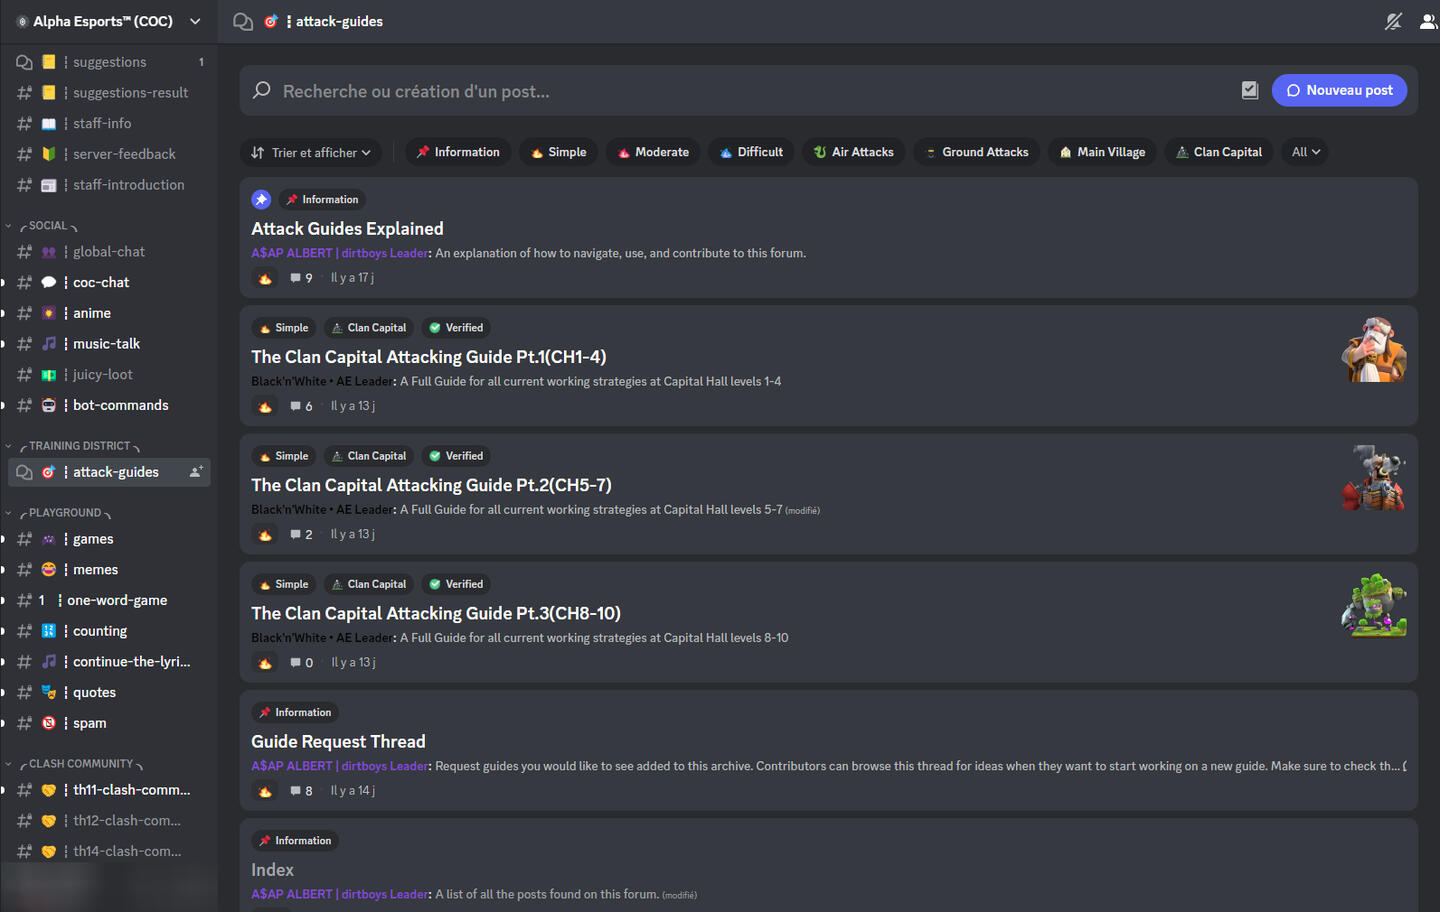 Alpha Esports™ (COC)
suggestions 1
suggestions-result
staff-info
server-feedback
staff-introduction
SOCIAL
global-chat
coc-chat
anime
music-talk
juicy-loot
bot-commands
TRAINING DISTRICT
attack-guides
PLAYGROUND
games
memes
1 one-word-game
counting
continue-the-lyri...
quotes
spam
CLASH COMMUNITY
th11-clash-comm...
th12-clash-com...
th14-clash-com...
attack-guides
Recherche ou création d'un post...
Nouveau post
Trier et afficher
Information
Simple
Moderate
Difficult
Air Attacks
Ground Attacks
Main Village
Clan Capital
All
Information
Attack Guides Explained
A$AP ALBERT | dirtboys Leader: An explanation of how to navigate, use, and contribute to this forum.
9 Il y a 17 j
Simple Clan Capital Verified
The Clan Capital Attacking Guide Pt.1(CH1-4)
Black'n'White • AE Leader: A Full Guide for all current working strategies at Capital Hall levels 1-4
6 Il y a 13 j
Simple Clan Capital Verified
The Clan Capital Attacking Guide Pt.2(CH5-7)
Black'n'White • AE Leader: A Full Guide for all current working strategies at Capital Hall levels 5-7 (modifié)
2 Il y a 13 j
Simple Clan Capital Verified
The Clan Capital Attacking Guide Pt.3(CH8-10)
Black'n'White • AE Leader: A Full Guide for all current working strategies at Capital Hall levels 8-10
0 Il y a 13 j
Information
Guide Request Thread
A$AP ALBERT | dirtboys Leader: Request guides you would like to see added to this archive. Contributors can browse this thread for ideas when they want to start working on a new guide. Make sure to check th... (
8 Il y a 14 j
Information
Index
A$AP ALBERT | dirtboys Leader: A list of all the posts found on this forum. (modifié)